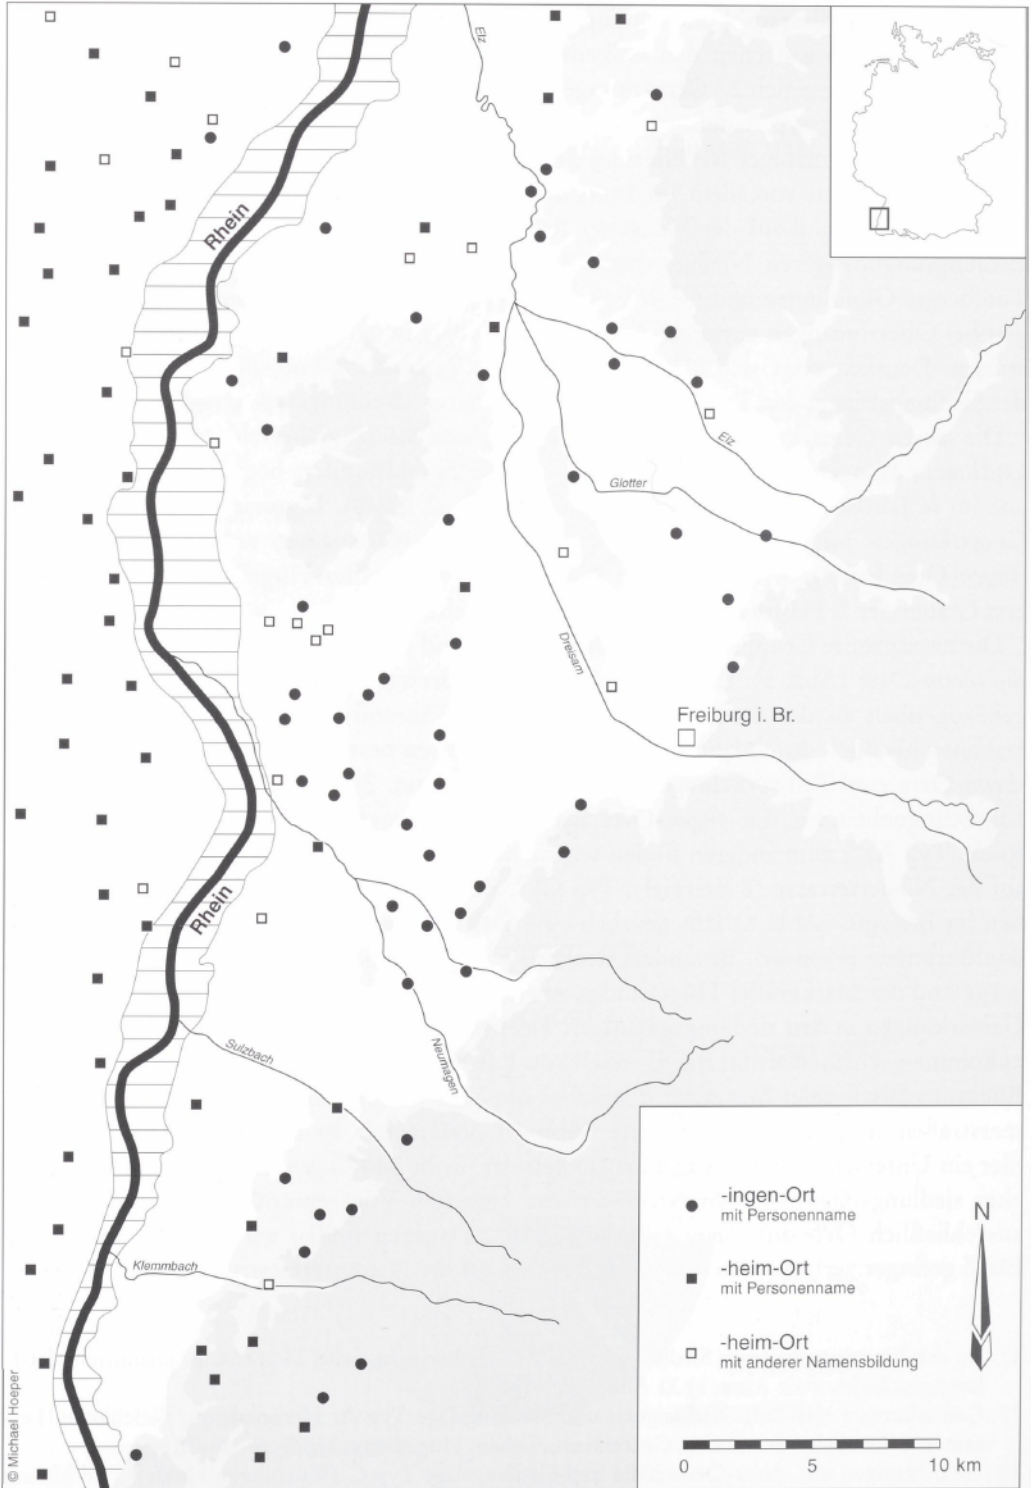 Elz
Rhein
Elz
Glotter
Dreisam
Freiburg i. Br.
Rhein
Sulzbach
Neumagen
Klemmbach
-ingen-Ort
mit Personenname
-heim-Ort
mit Personenname
-heim-Ort
mit anderer Namensbildung
N
0 5 10 km
© Michael Hoeper